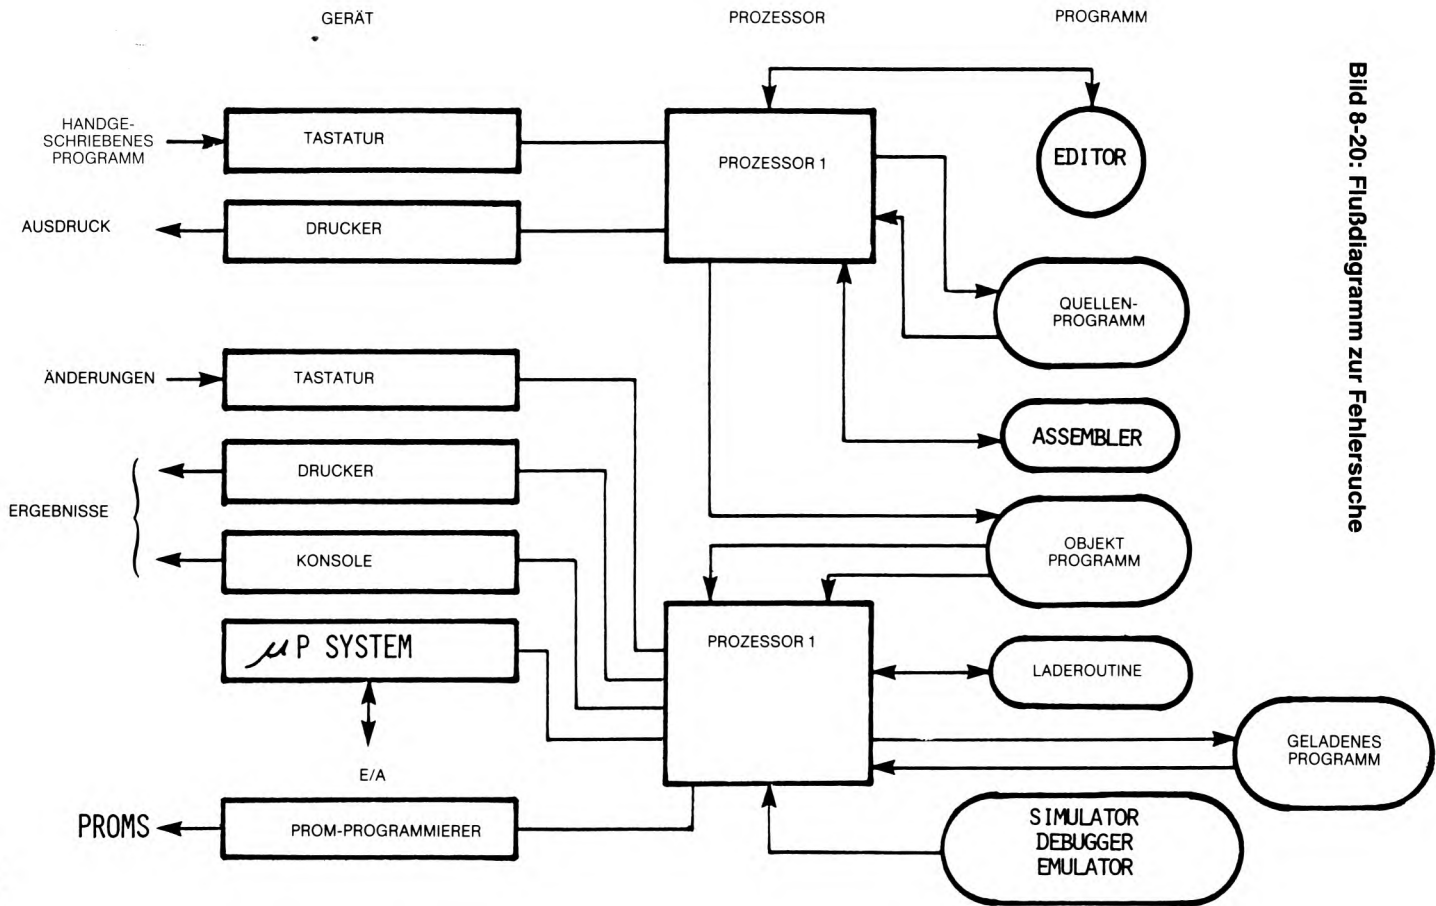 GERÄT
PROZESSOR
PROGRAMM
HANDGE-
SCHRIEBENES
PROGRAMM
TASTATUR
PROZESSOR 1
EDITOR
AUSDRUCK
DRUCKER
QUELLEN-
PROGRAMM
ÄNDERUNGEN
TASTATUR
ASSEMBLER
DRUCKER
ERGEBNISSE
KONSOLE
OBJEKT
PROGRAMM
µP SYSTEM
PROZESSOR 1
LADEROUTINE
GELADENES
PROGRAMM
E/A
PROMS
PROM-PROGRAMMIERER
SIMULATOR
DEBUGGER
EMULATOR
Bild 8-20: Flußdiagramm zur Fehlersuche